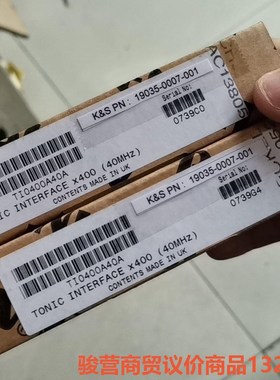 K&S PN : 19035-0007-001
Serial No:
0739C0
TI0400A40A
TONIC INTERFACE x400 (40MHz)
CONTENTS MADE IN UK
AC13805
K&S PN : 19035-0007-001
Serial No:
0739G4
TI0400A40A
TONIC INTERFACE x400 (40MHz)
CONTENTS MADE IN UK
骏营商贸议价商品132